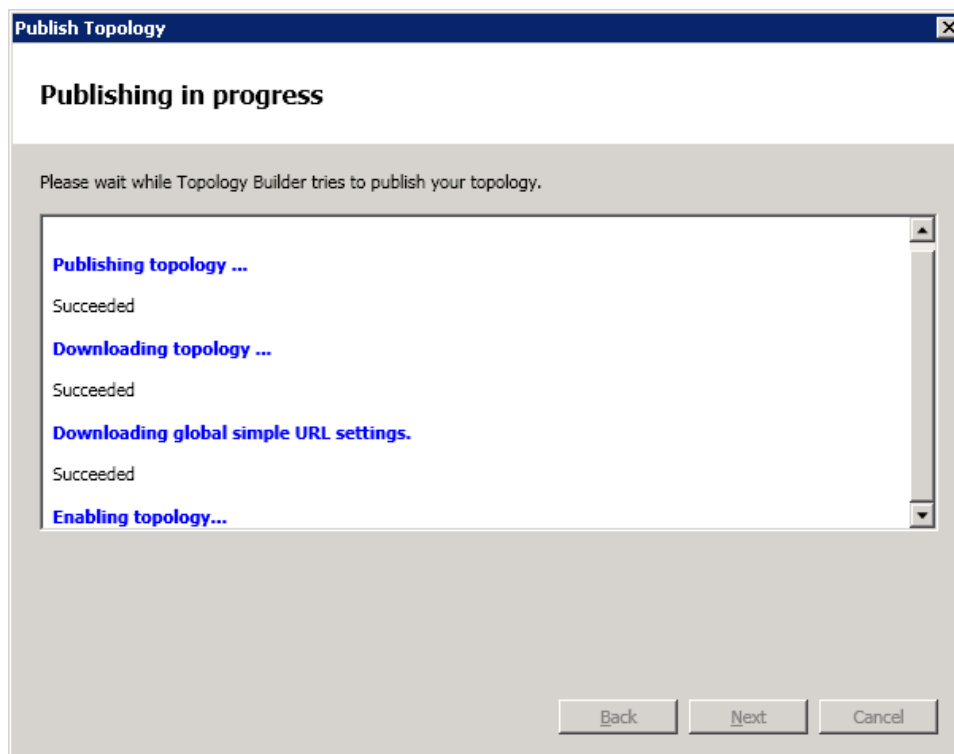 Publish Topology
Publishing in progress
Please wait while Topology Builder tries to publish your topology.
Publishing topology ...
Succeeded
Downloading topology ...
Succeeded
Downloading global simple URL settings.
Succeeded
Enabling topology...
Back Next Cancel